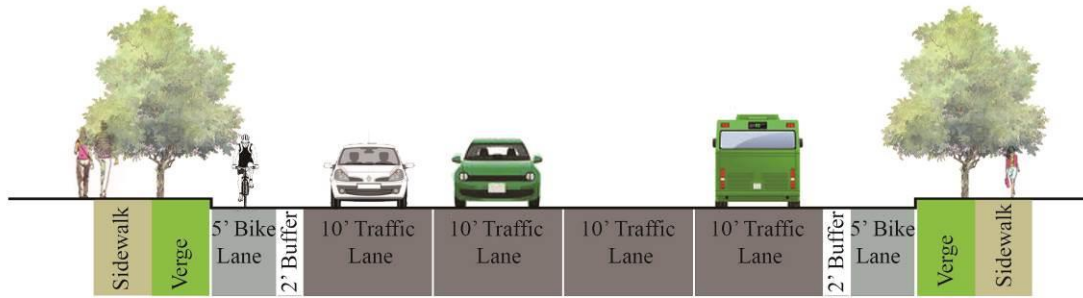 Sidewalk
Verge
5’ Bike
Lane
2’ Buffer
10’ Traffic
Lane
10’ Traffic
Lane
10’ Traffic
Lane
10’ Traffic
Lane
2’ Buffer
5’ Bike
Lane
Verge
Sidewalk